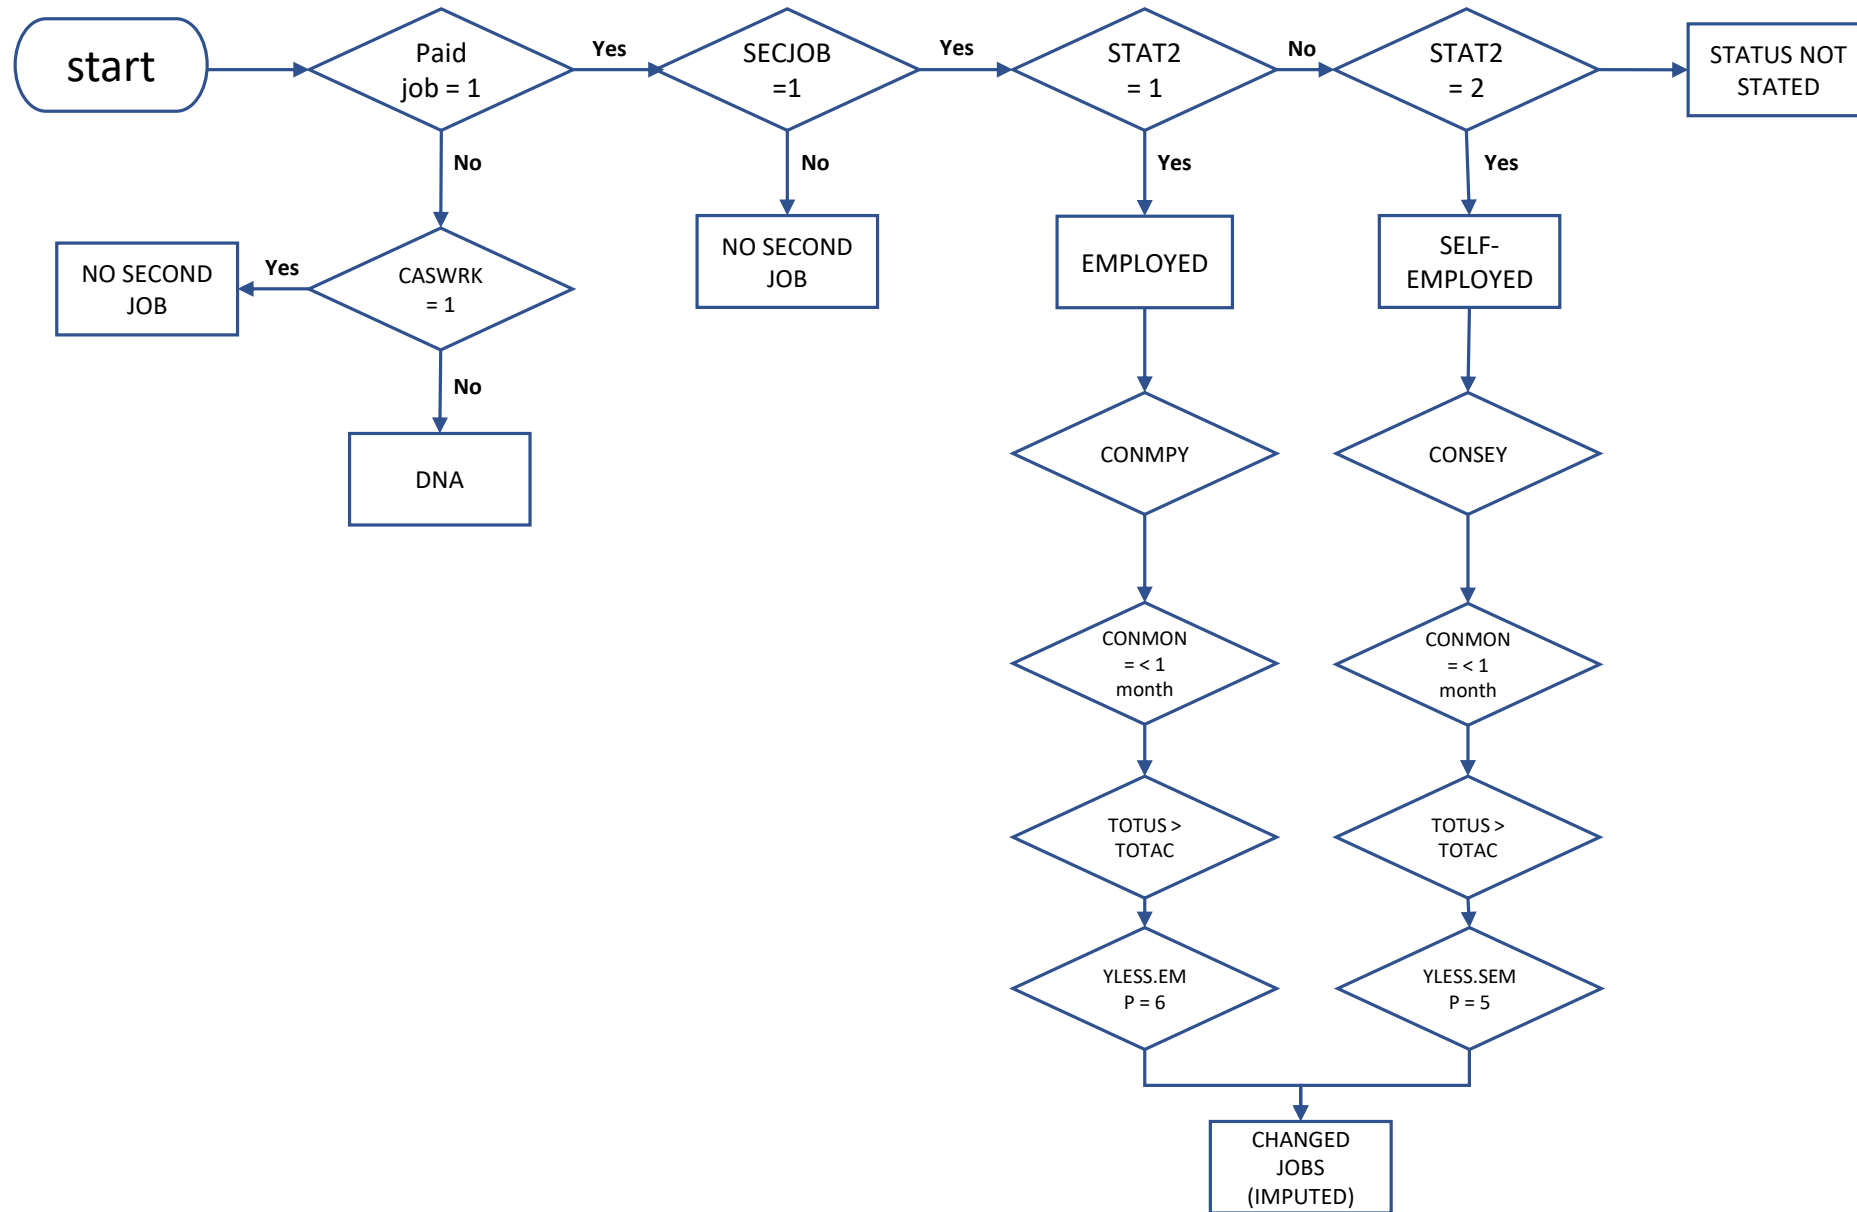 start
Paid
job = 1
Yes
SECJOB
=1
Yes
STAT2
= 1
No
STAT2
= 2
STATUS NOT
STATED
No
No
Yes
Yes
NO SECOND
JOB
Yes
CASWRK
= 1
NO SECOND
JOB
EMPLOYED
SELF-
EMPLOYED
No
DNA
CONMPY
CONSEY
CONMON
= < 1
month
CONMON
= < 1
month
TOTUS >
TOTAC
TOTUS >
TOTAC
YLESS.EM
P = 6
YLESS.SEM
P = 5
CHANGED
JOBS
(IMPUTED)